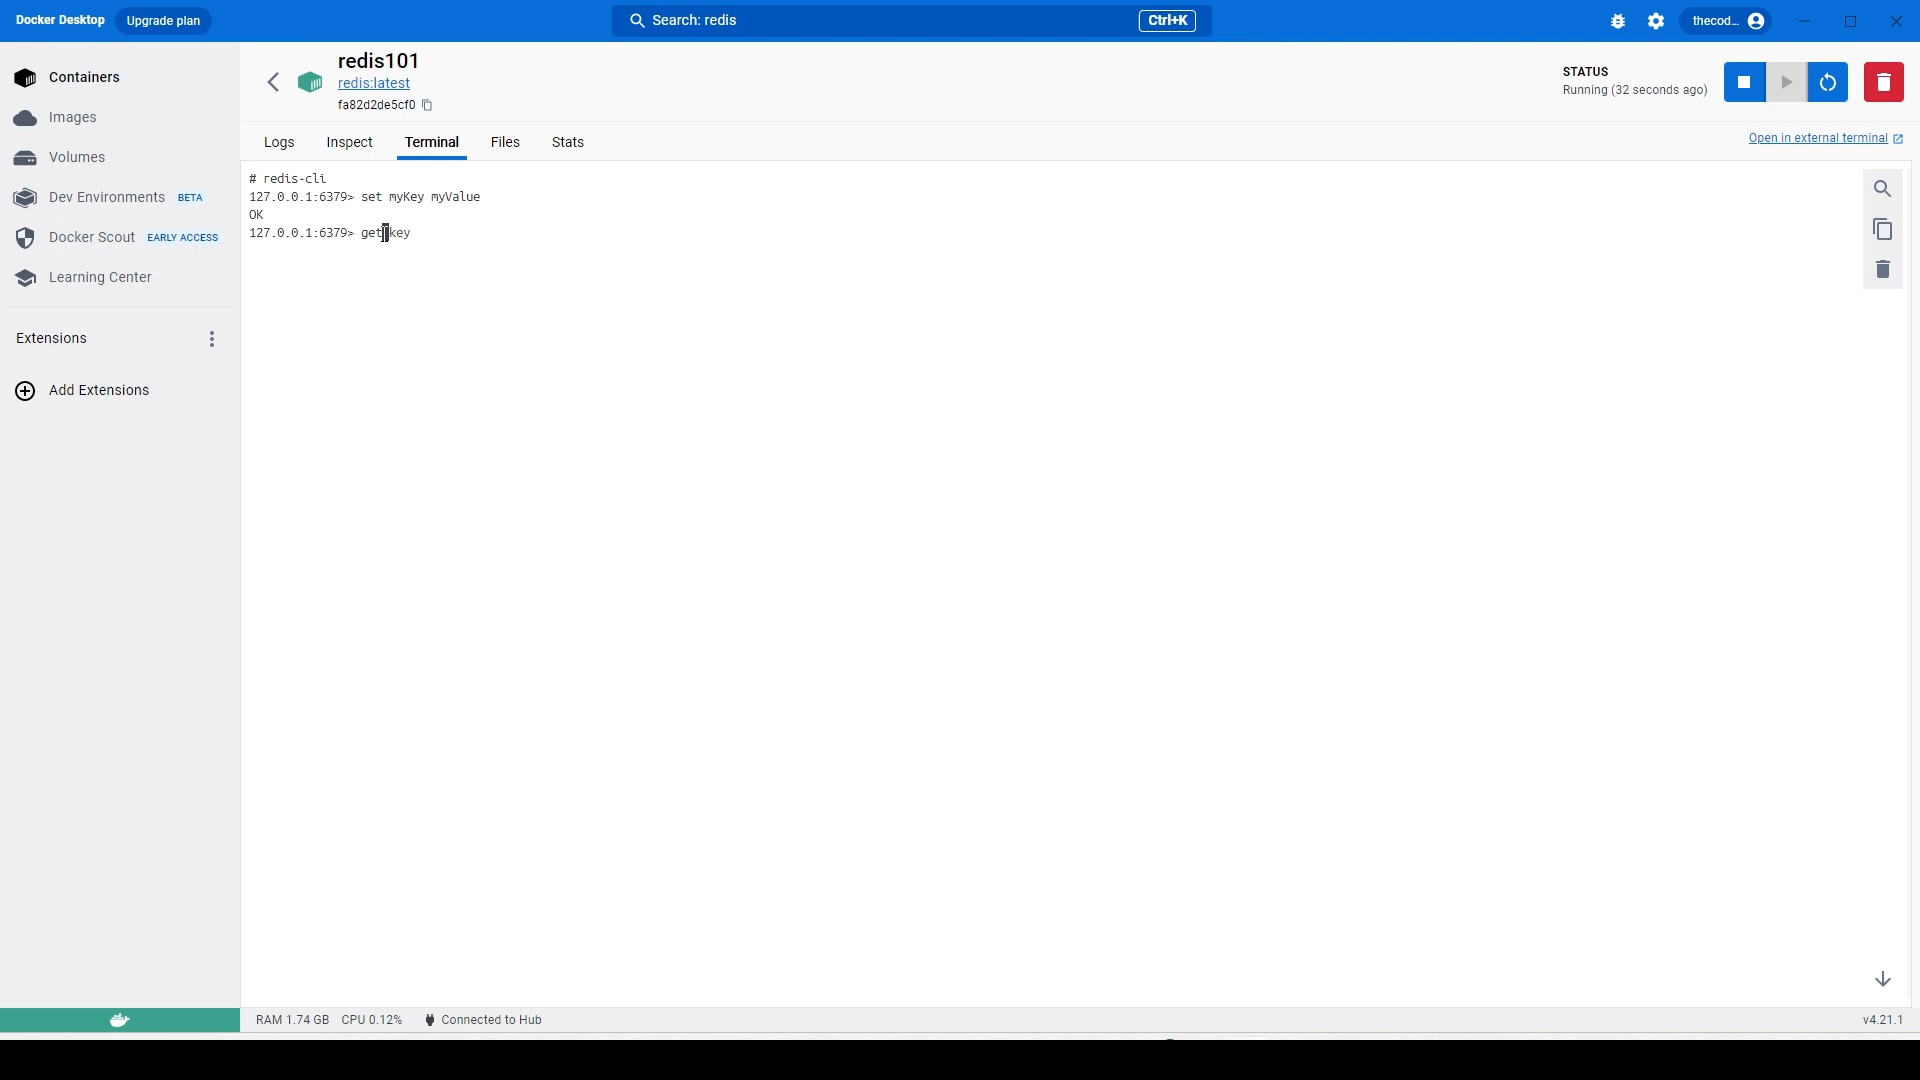 Docker Desktop
Upgrade plan
Search: redis
Ctrl+K
thecod...
Containers
Images
Volumes
Dev Environments BETA
Docker Scout EARLY ACCESS
Learning Center
Extensions
Add Extensions
redis101
redis:latest
fa82d2de5cf0
STATUS
Running (32 seconds ago)
Logs Inspect Terminal Files Stats
Open in external terminal
# redis-cli
127.0.0.1:6379> set myKey myValue
OK
127.0.0.1:6379> get key
RAM 1.74 GB CPU 0.12% Connected to Hub
v4.21.1